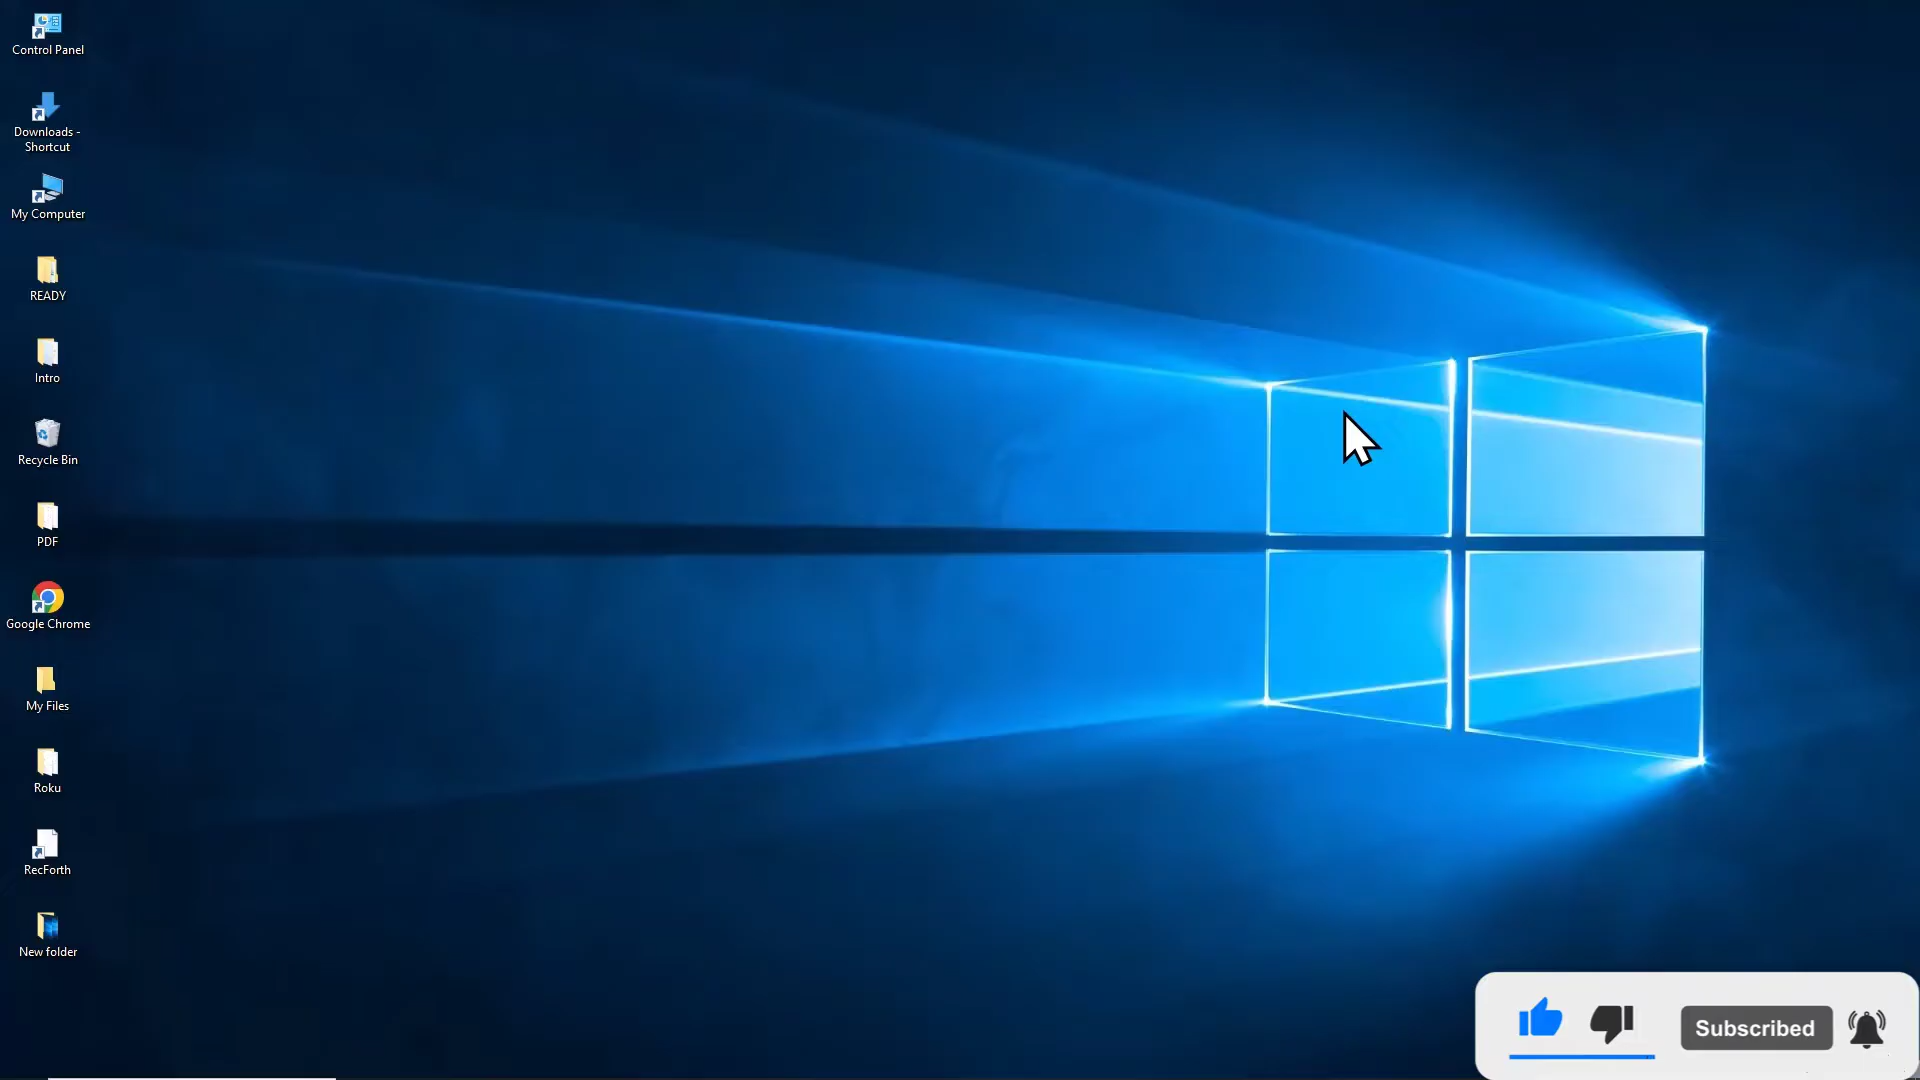 Control Panel
Downloads -
Shortcut
My Computer
READY
Intro
Recycle Bin
PDF
Google Chrome
My Files
Roku
RecForth
New folder
Subscribed